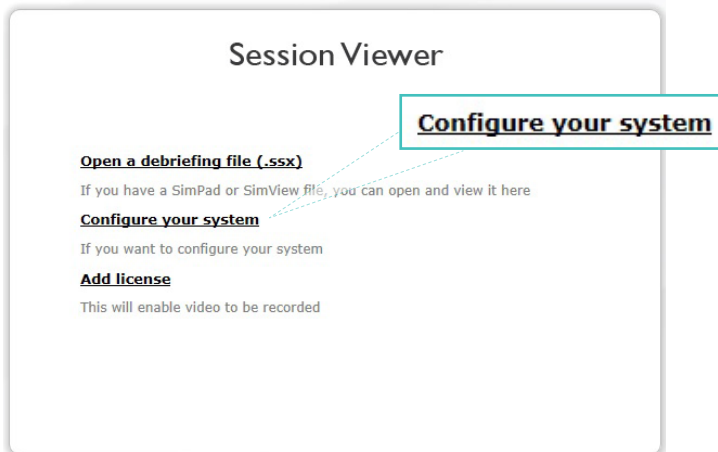 Session Viewer
Configure your system
Open a debriefing file (.ssx)
If you have a SimPad or SimView file, you can open and view it here
Configure your system
If you want to configure your system
Add license
This will enable video to be recorded